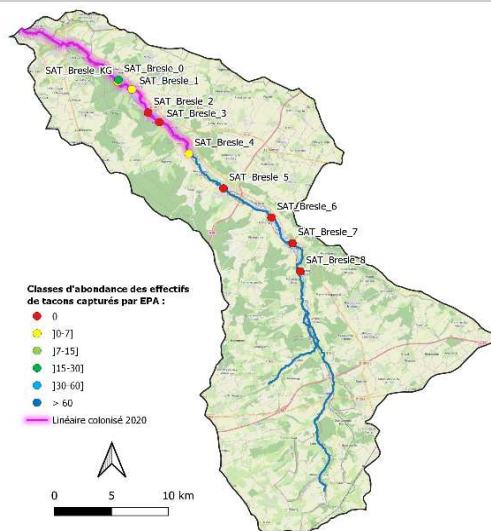 SAT_Bresle_KG
SAT_Bresle_0
SAT_Bresle_1
SAT_Bresle_2
SAT_Bresle_3
SAT_Bresle_4
SAT_Bresle_5
SAT_Bresle_6
SAT_Bresle_7
SAT_Bresle_8
Classes d'abondance des effectifs
de tacons capturés par EPA :
0
]0-7]
]7-15]
]15-30]
]30-60]
> 60
Linéaire colonisé 2020
0 5 10 km